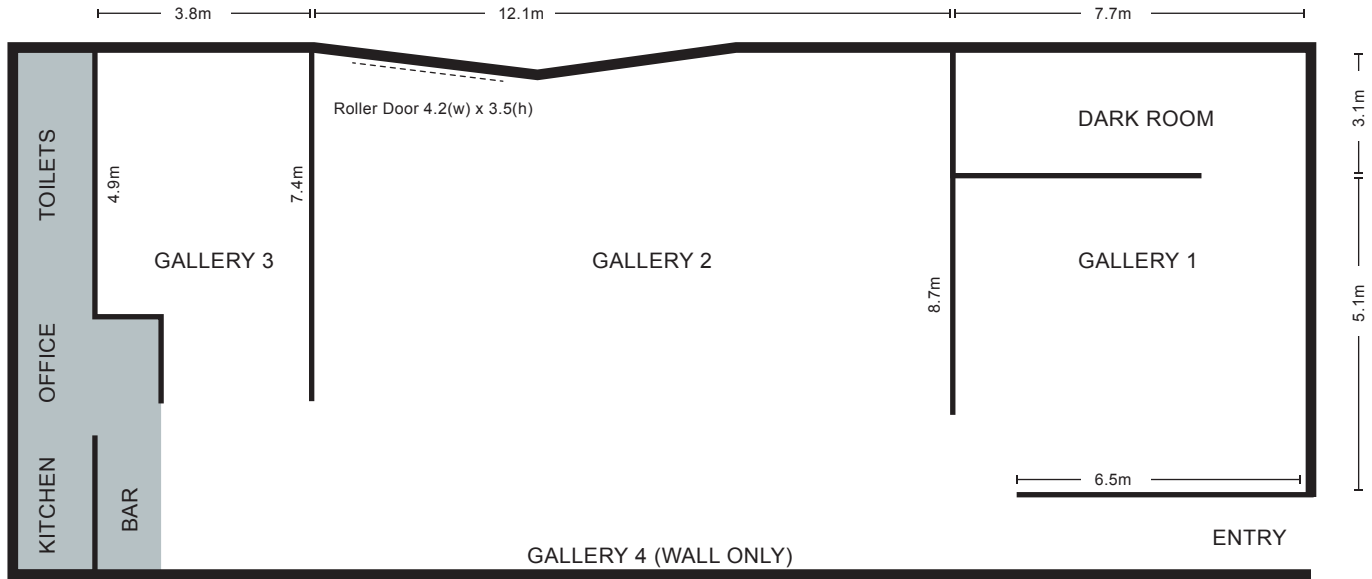 3.8m
12.1m
7.7m
Roller Door 4.2(w) x 3.5(h)
DARK ROOM
3.1m
TOILETS
4.9m
7.4m
GALLERY 3
GALLERY 2
GALLERY 1
8.7m
5.1m
OFFICE
6.5m
KITCHEN
BAR
ENTRY
GALLERY 4 (WALL ONLY)